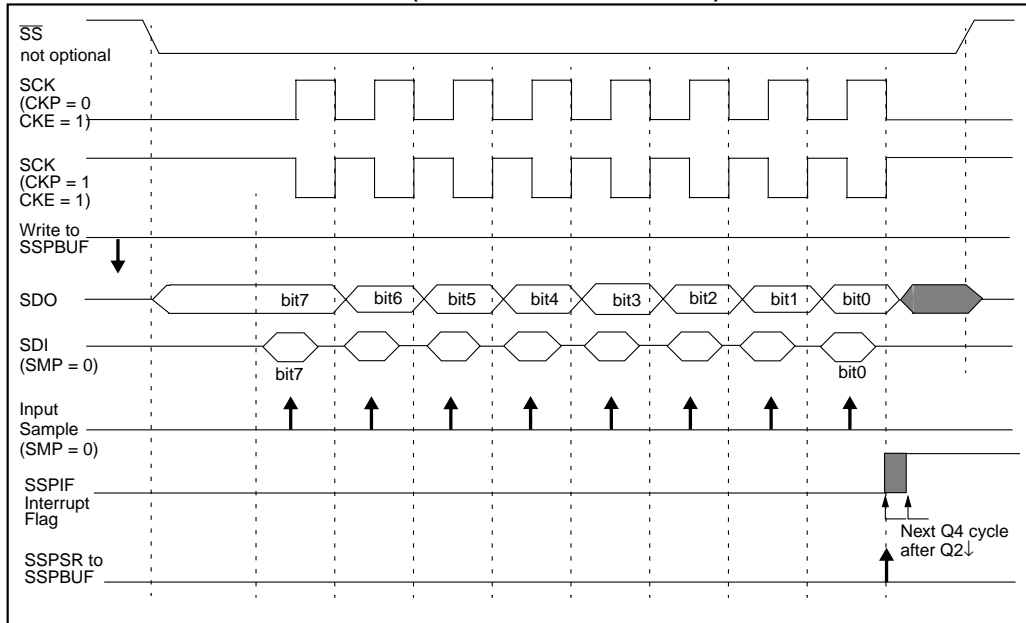 SS
not optional
SCK
(CKP = 0
CKE = 1)
SCK
(CKP = 1
CKE = 1)
Write to
SSPBUF
SDO
bit7
bit6
bit5
bit4
bit3
bit2
bit1
bit0
SDI
(SMP = 0)
bit7
bit0
Input
Sample
(SMP = 0)
SSPIF
Interrupt
Flag
Next Q4 cycle
after Q2↓
SSPSR to
SSPBUF